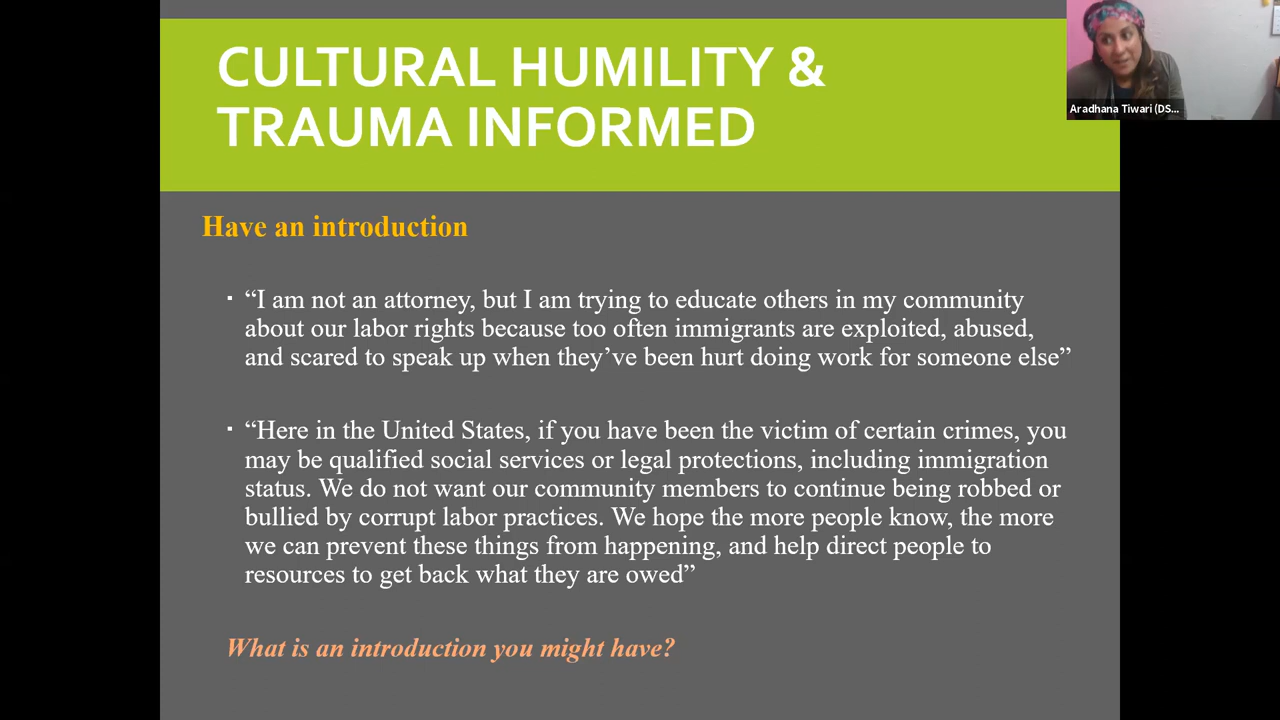 CULTURAL HUMILITY &
TRAUMA INFORMED
Aradhana Tiwari (DS...
Have an introduction
▪ “I am not an attorney, but I am trying to educate others in my community
about our labor rights because too often immigrants are exploited, abused,
and scared to speak up when they’ve been hurt doing work for someone else”
▪ “Here in the United States, if you have been the victim of certain crimes, you
may be qualified social services or legal protections, including immigration
status. We do not want our community members to continue being robbed or
bullied by corrupt labor practices. We hope the more people know, the more
we can prevent these things from happening, and help direct people to
resources to get back what they are owed”
What is an introduction you might have?